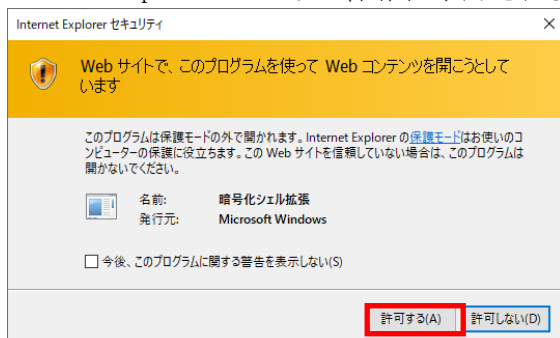 Internet Explorer セキュリティ
Web サイトで、このプログラムを使って Web コンテンツを開こうとして
います
このプログラムは保護モードの外で開かれます。Internet Explorer の保護モードはお使いのコ
ンピューターの保護に役立ちます。この Web サイトを信頼していない場合は、このプログラムは
開かないでください。
名前: 暗号化シェル拡張
発行元: Microsoft Windows
今後、このプログラムに関する警告を表示しない(S)
許可する(A) 許可しない(D)